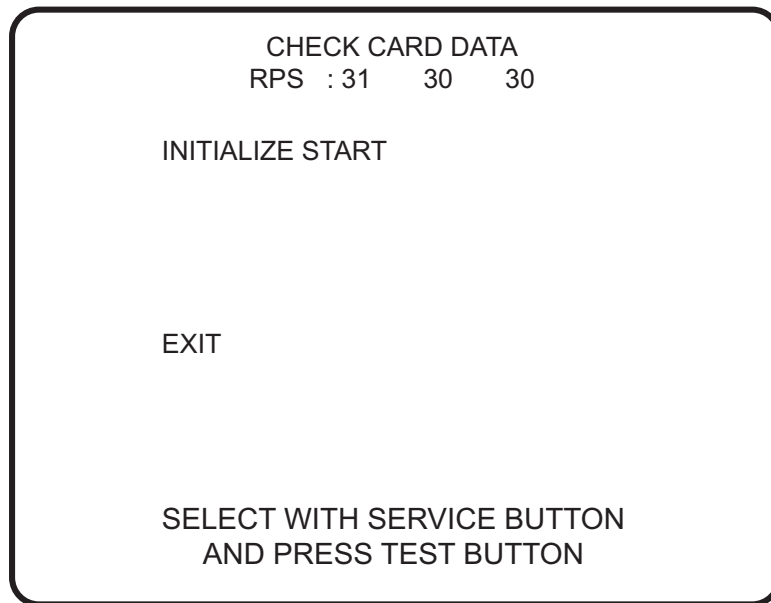 CHECK CARD DATA
RPS : 31 30 30
INITIALIZE START
EXIT
SELECT WITH SERVICE BUTTON
AND PRESS TEST BUTTON